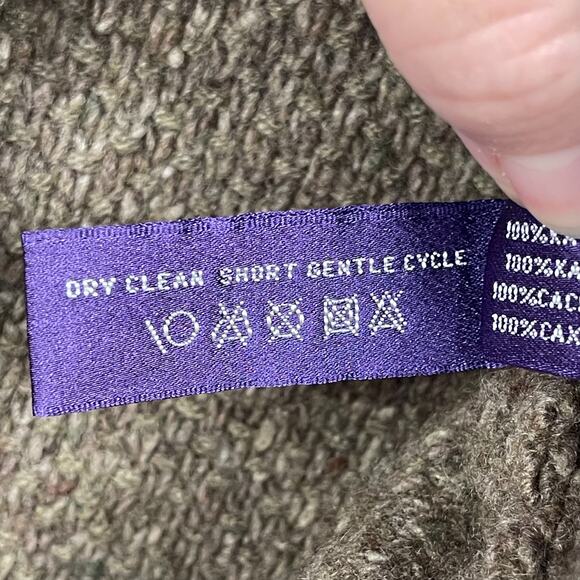 DRY CLEAN SHORT GENTLE CYCLE
100%KA
100%KA
100%CAC
100%CAX